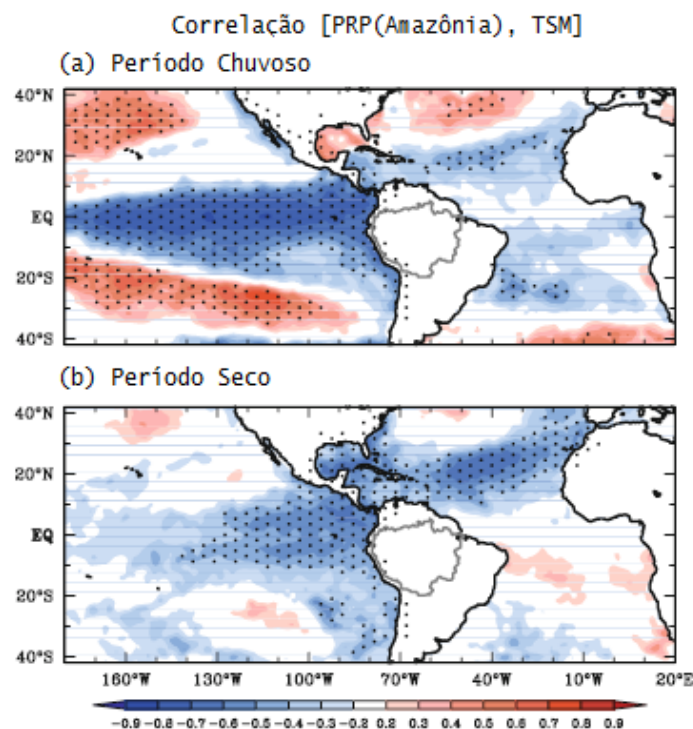 Correlação [PRP(Amazônia), TSM]
(a) Período Chuvoso
40°N
20°N
EQ
20°S
40°S
(b) Período Seco
40°N
20°N
EQ
20°S
40°S
160°W 130°W 100°W 70°W 40°W 10°W 20°E
-0.9 -0.8 -0.7 -0.6 -0.5 -0.4 -0.3 -0.2 0.2 0.3 0.4 0.5 0.6 0.7 0.8 0.9